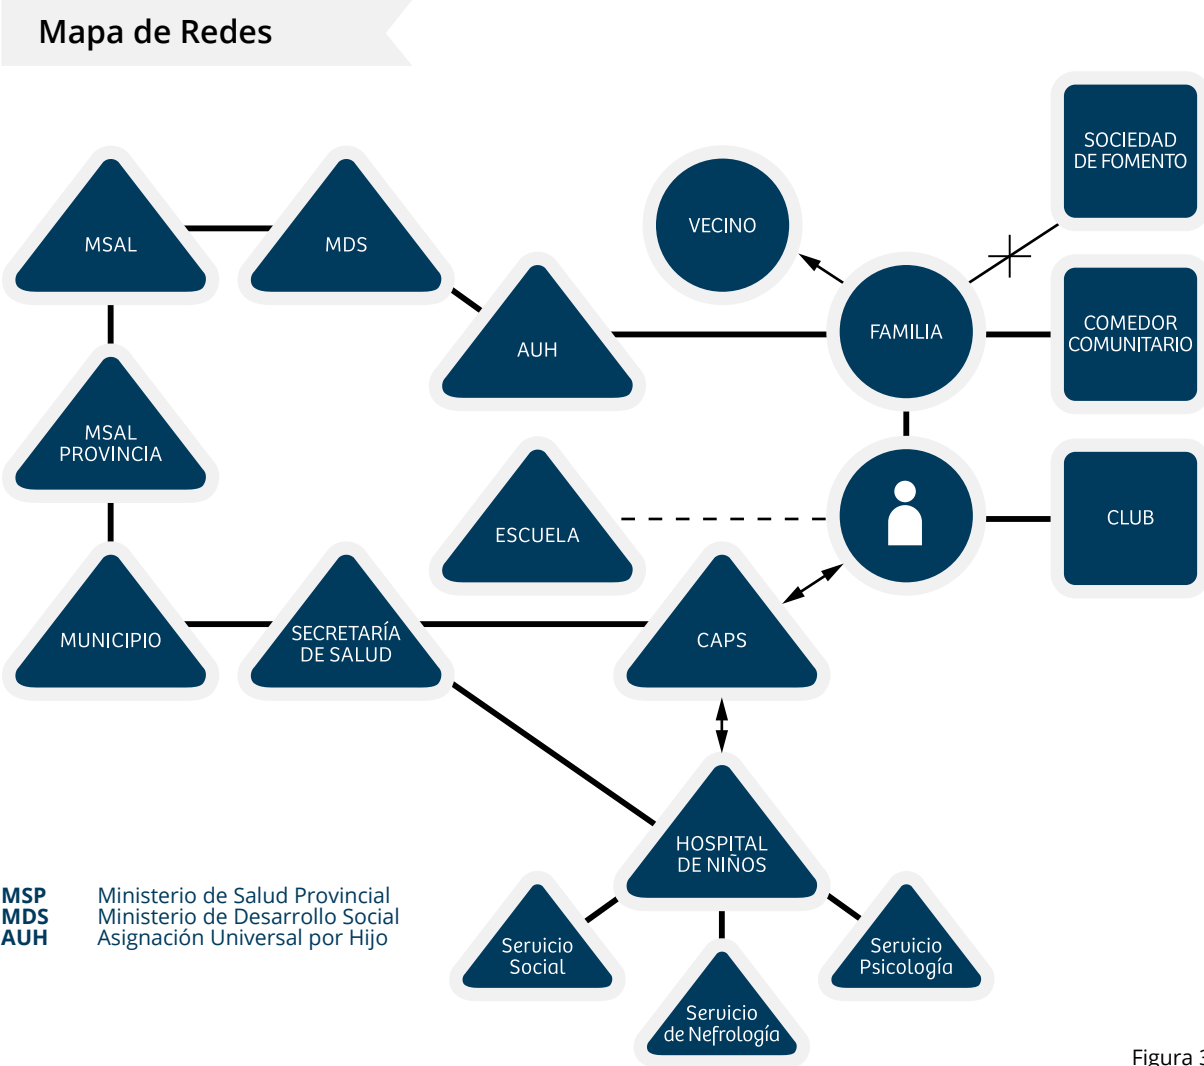 Mapa de Redes
SOCIEDAD
DE FOMENTO
VECINO
MSAL
MDS
FAMILIA
COMEDOR
COMUNITARIO
AUH
MSAL
PROVINCIA
ESCUELA
CLUB
MUNICIPIO
SECRETARÍA
DE SALUD
CAPS
HOSPITAL
DE NIÑOS
MSP Ministerio de Salud Provincial
MDS Ministerio de Desarrollo Social
AUH Asignación Universal por Hijo
Servicio
Social
Servicio
Psicología
Servicio
de Nefrología
Figura 3